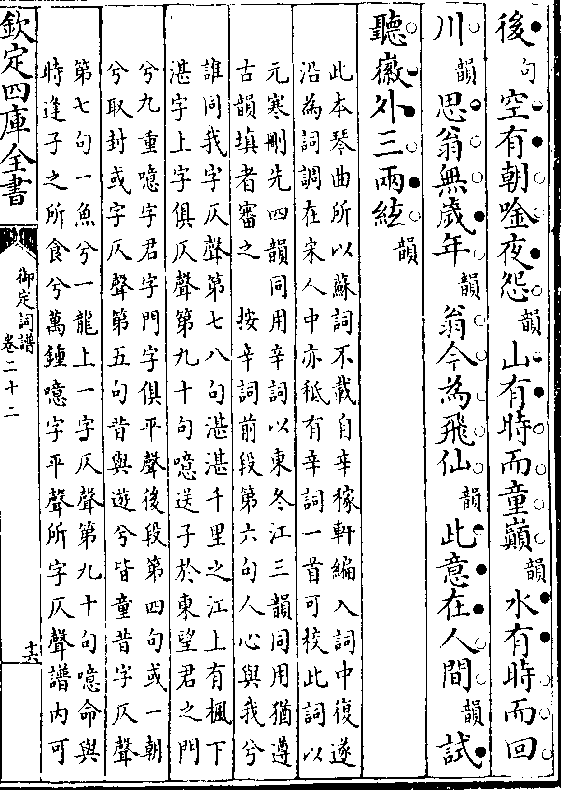 後句空有朝唫夜怨韻山有時而童巔韻水有時而回
川韻思翁無歲年韻翁今為飛仙韻此意在人間韻試
聽徽外三兩絃韻
此本琴曲所以蘇詞不載自辛稼軒編入詞中復遂
沿為詞調在宋人中亦秪有辛詞一首可挍此詞以
元寒刪先四韻同用辛詞以東冬江三韻同用猶遵
古韻填者審之　按辛詞前段第六句人心與我兮
誰同我字仄聲第七八句湛湛千里之江上有楓下
湛字上字俱仄聲第九十句噫送子於東望君之門
兮九重噫字君字門字俱平聲後段第四句或一朝
兮取封或字仄聲第五句昔與遊兮皆童昔字仄聲
第七句一魚兮一龍上一字仄聲第九十句噫命與
時逢子之所食兮萬鍾噫字平聲所字仄聲譜內可
欽定四庫全書
御定詞譜
卷二十二
十六